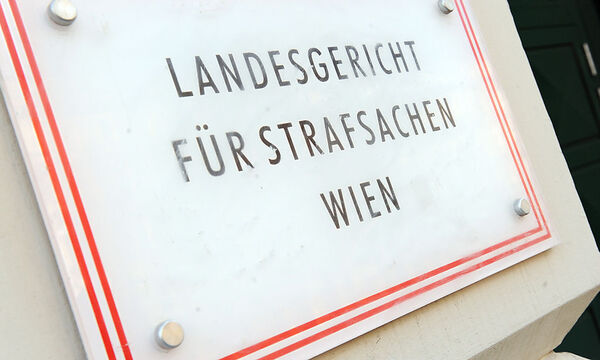 LANDESGERICHT
FÜR STRAFSACHEN
WIEN